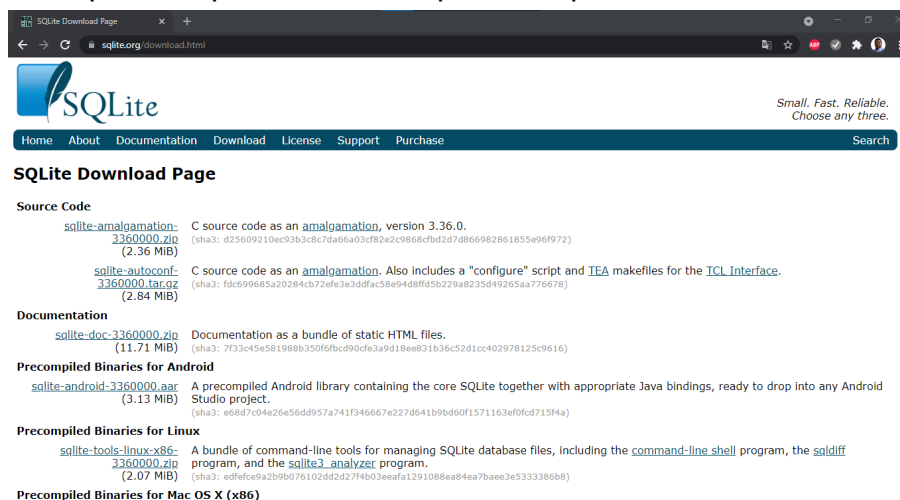 SQLite Download Page
sqlite.org/download.html
ABP
SQLite
Small. Fast. Reliable.
Choose any three.
Home About Documentation Download License Support Purchase Search
SQLite Download Page
Source Code
sqlite-amalgamation-
3360000.zip
(2.36 MiB)
C source code as an amalgamation, version 3.36.0.
(sha3: d25609210ec93b3c8c7da66a03cf82e2c9868cfbd2d7d866982861855e96f972)
sqlite-autoconf-
3360000.tar.gz
(2.84 MiB)
C source code as an amalgamation. Also includes a "configure" script and TEA makefiles for the TCL Interface.
(sha3: fdc699685a20284cb72efe3e3ddfac58e94d8ffd5b229a8235d49265aa776678)
Documentation
sqlite-doc-3360000.zip
(11.71 MiB)
Documentation as a bundle of static HTML files.
(sha3: 7f33c45e581988b350f6fbcd90cfe3a9d18ee831b36c52d1cc402978125c9616)
Precompiled Binaries for Android
sqlite-android-3360000.aar
(3.13 MiB)
A precompiled Android library containing the core SQLite together with appropriate Java bindings, ready to drop into any Android
Studio project.
(sha3: e68d7c04e26e56dd957a741f346667e227d641b9bd60f1571163ef0fcd715f4a)
Precompiled Binaries for Linux
sqlite-tools-linux-x86-
3360000.zip
(2.07 MiB)
A bundle of command-line tools for managing SQLite database files, including the command-line shell program, the sqldiff
program, and the sqlite3_analyzer program.
(sha3: edfefce9a2b9b076102dd2d27f4b03eeafa1291088ea84ea7baee3e5333386b8)
Precompiled Binaries for Mac OS X (x86)